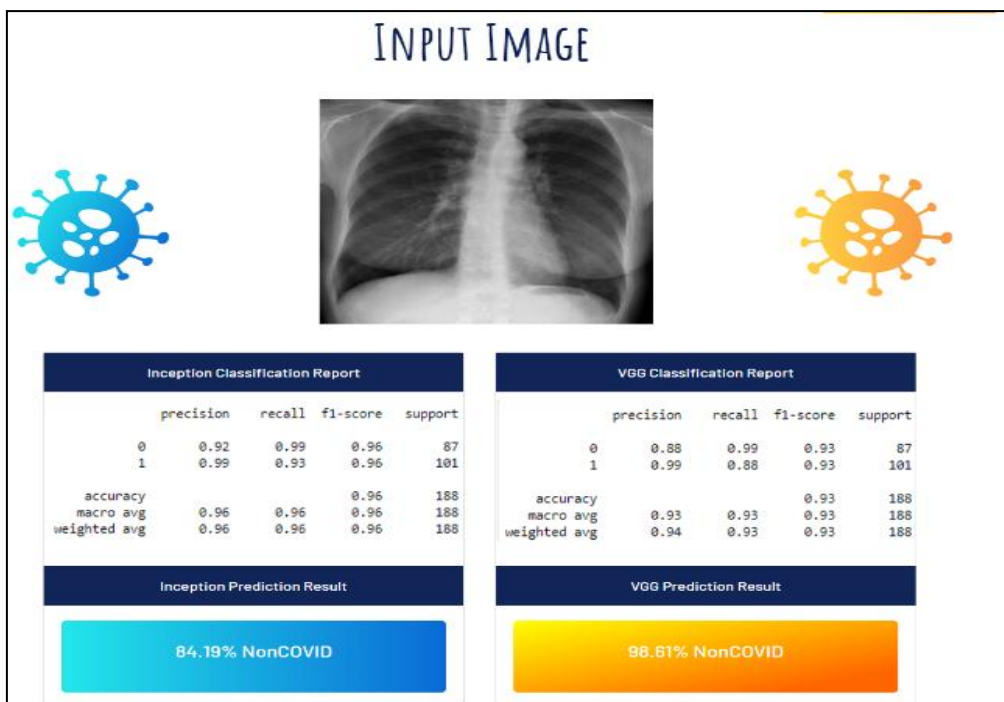 INPUT IMAGE
Inception Classification Report
precision recall f1-score support
0 0.92 0.99 0.96 87
1 0.99 0.93 0.96 101
accuracy 0.96 188
macro avg 0.96 0.96 0.96 188
weighted avg 0.96 0.96 0.96 188
Inception Prediction Result
84.19% NonCOVID
VGG Classification Report
precision recall f1-score support
0 0.88 0.99 0.93 87
1 0.99 0.88 0.93 101
accuracy 0.93 188
macro avg 0.93 0.93 0.93 188
weighted avg 0.94 0.93 0.93 188
VGG Prediction Result
98.61% NonCOVID